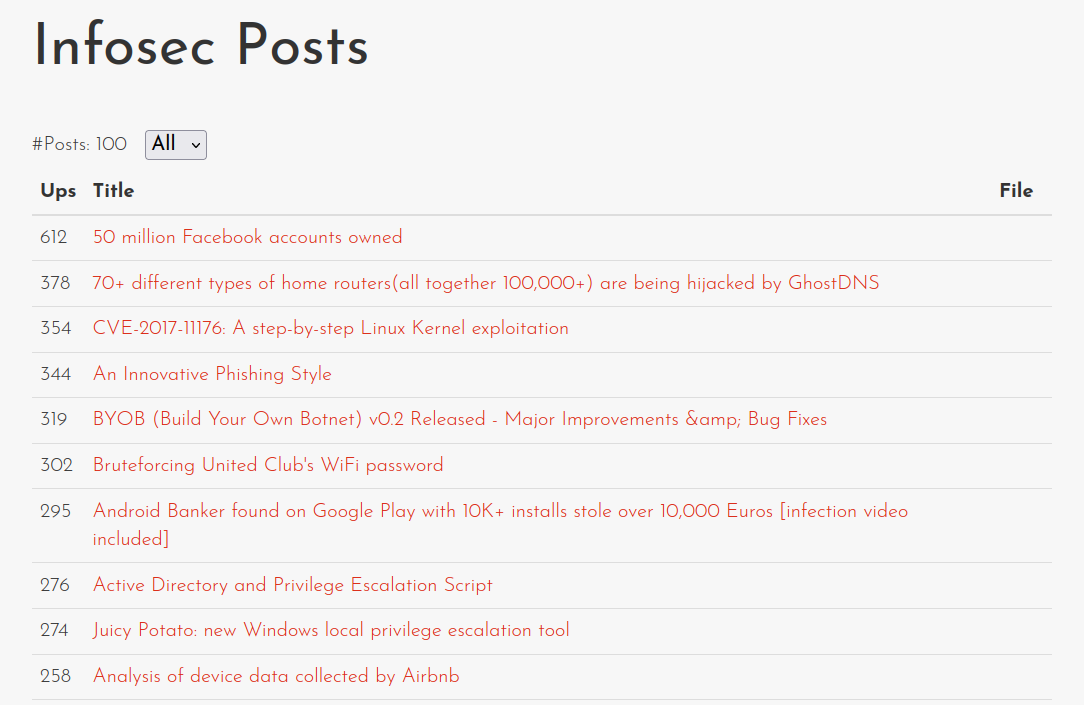 Infosec Posts
#Posts: 100 All
Ups Title File
612 50 million Facebook accounts owned
378 70+ different types of home routers(all together 100,000+) are being hijacked by GhostDNS
354 CVE-2017-11176: A step-by-step Linux Kernel exploitation
344 An Innovative Phishing Style
319 BYOB (Build Your Own Botnet) v0.2 Released - Major Improvements &amp; Bug Fixes
302 Bruteforcing United Club's WiFi password
295 Android Banker found on Google Play with 10K+ installs stole over 10,000 Euros [infection video
included]
276 Active Directory and Privilege Escalation Script
274 Juicy Potato: new Windows local privilege escalation tool
258 Analysis of device data collected by Airbnb